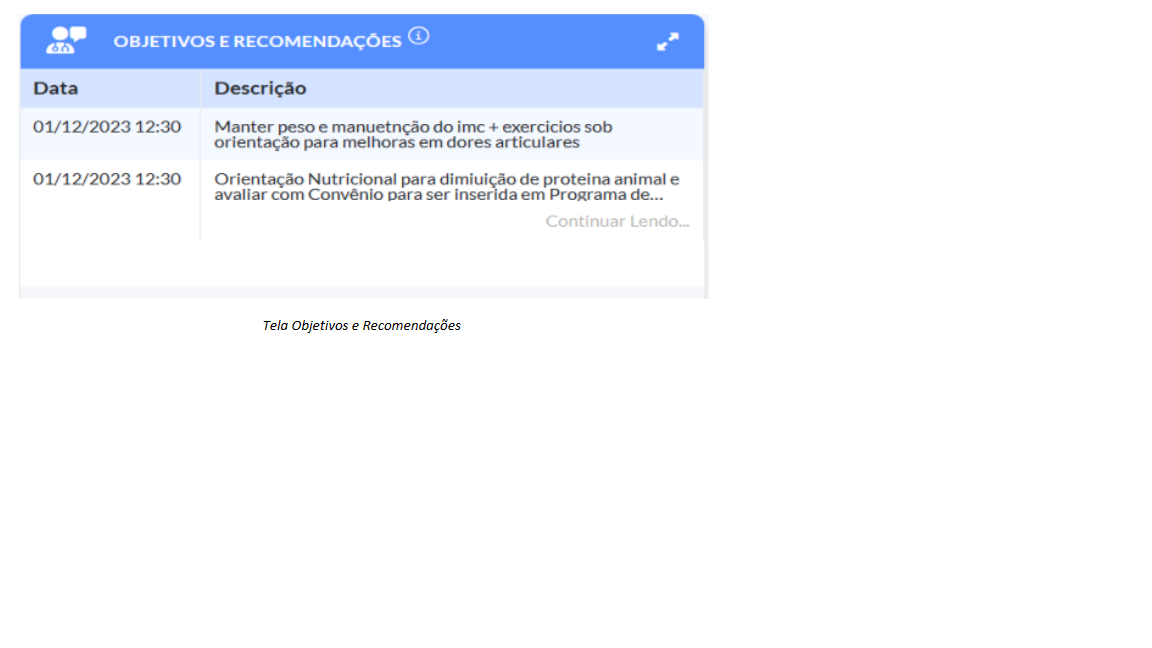 OBJETIVOS E RECOMENDAÇÕES
Data Descrição
01/12/2023 12:30 Manter peso e manuetnção do imc + exercicios sob
orientação para melhoras em dores articulares
01/12/2023 12:30 Orientação Nutricional para dimiuição de proteina animal e
avaliar com Convênio para ser inserida em Programa de...
Continuar Lendo...
Tela Objetivos e Recomendações